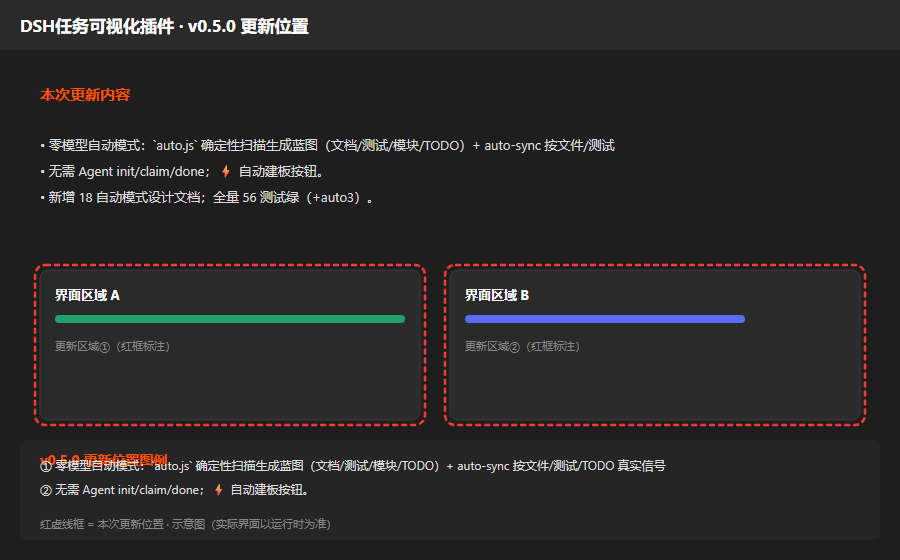 DSH任务可视化插件 · v0.5.0 更新位置
本次更新内容
• 零模型自动模式：`auto.js` 确定性扫描生成蓝图（文档/测试/模块/TODO）+ auto-sync 按文件/测试
• 无需 Agent init/claim/done；⚡ 自动建板按钮。
• 新增 18 自动模式设计文档；全量 56 测试绿（+auto3）。
界面区域 A
更新区域①（红框标注）
界面区域 B
更新区域②（红框标注）
v0.5.0 更新位置图例
① 零模型自动模式：`auto.js` 确定性扫描生成蓝图（文档/测试/模块/TODO）+ auto-sync 按文件/测试/TODO 真实信号
② 无需 Agent init/claim/done；⚡ 自动建板按钮。
红虚线框 = 本次更新位置 · 示意图（实际界面以运行时为准）